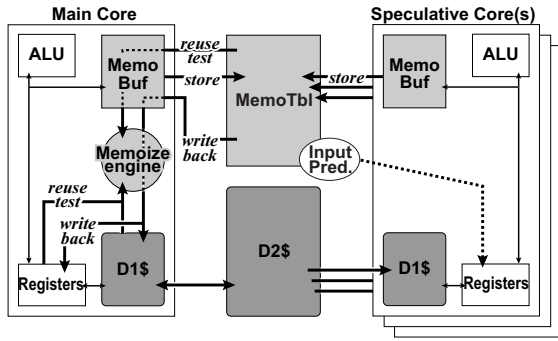 Main Core
Speculative Core(s)
ALU
Memo
Buf
reuse
test
store
MemoTbl
store
Memo
Buf
ALU
write
back
Memoize
engine
Input
Pred.
reuse
test
write
back
D1$
D2$
D1$
Registers
Registers